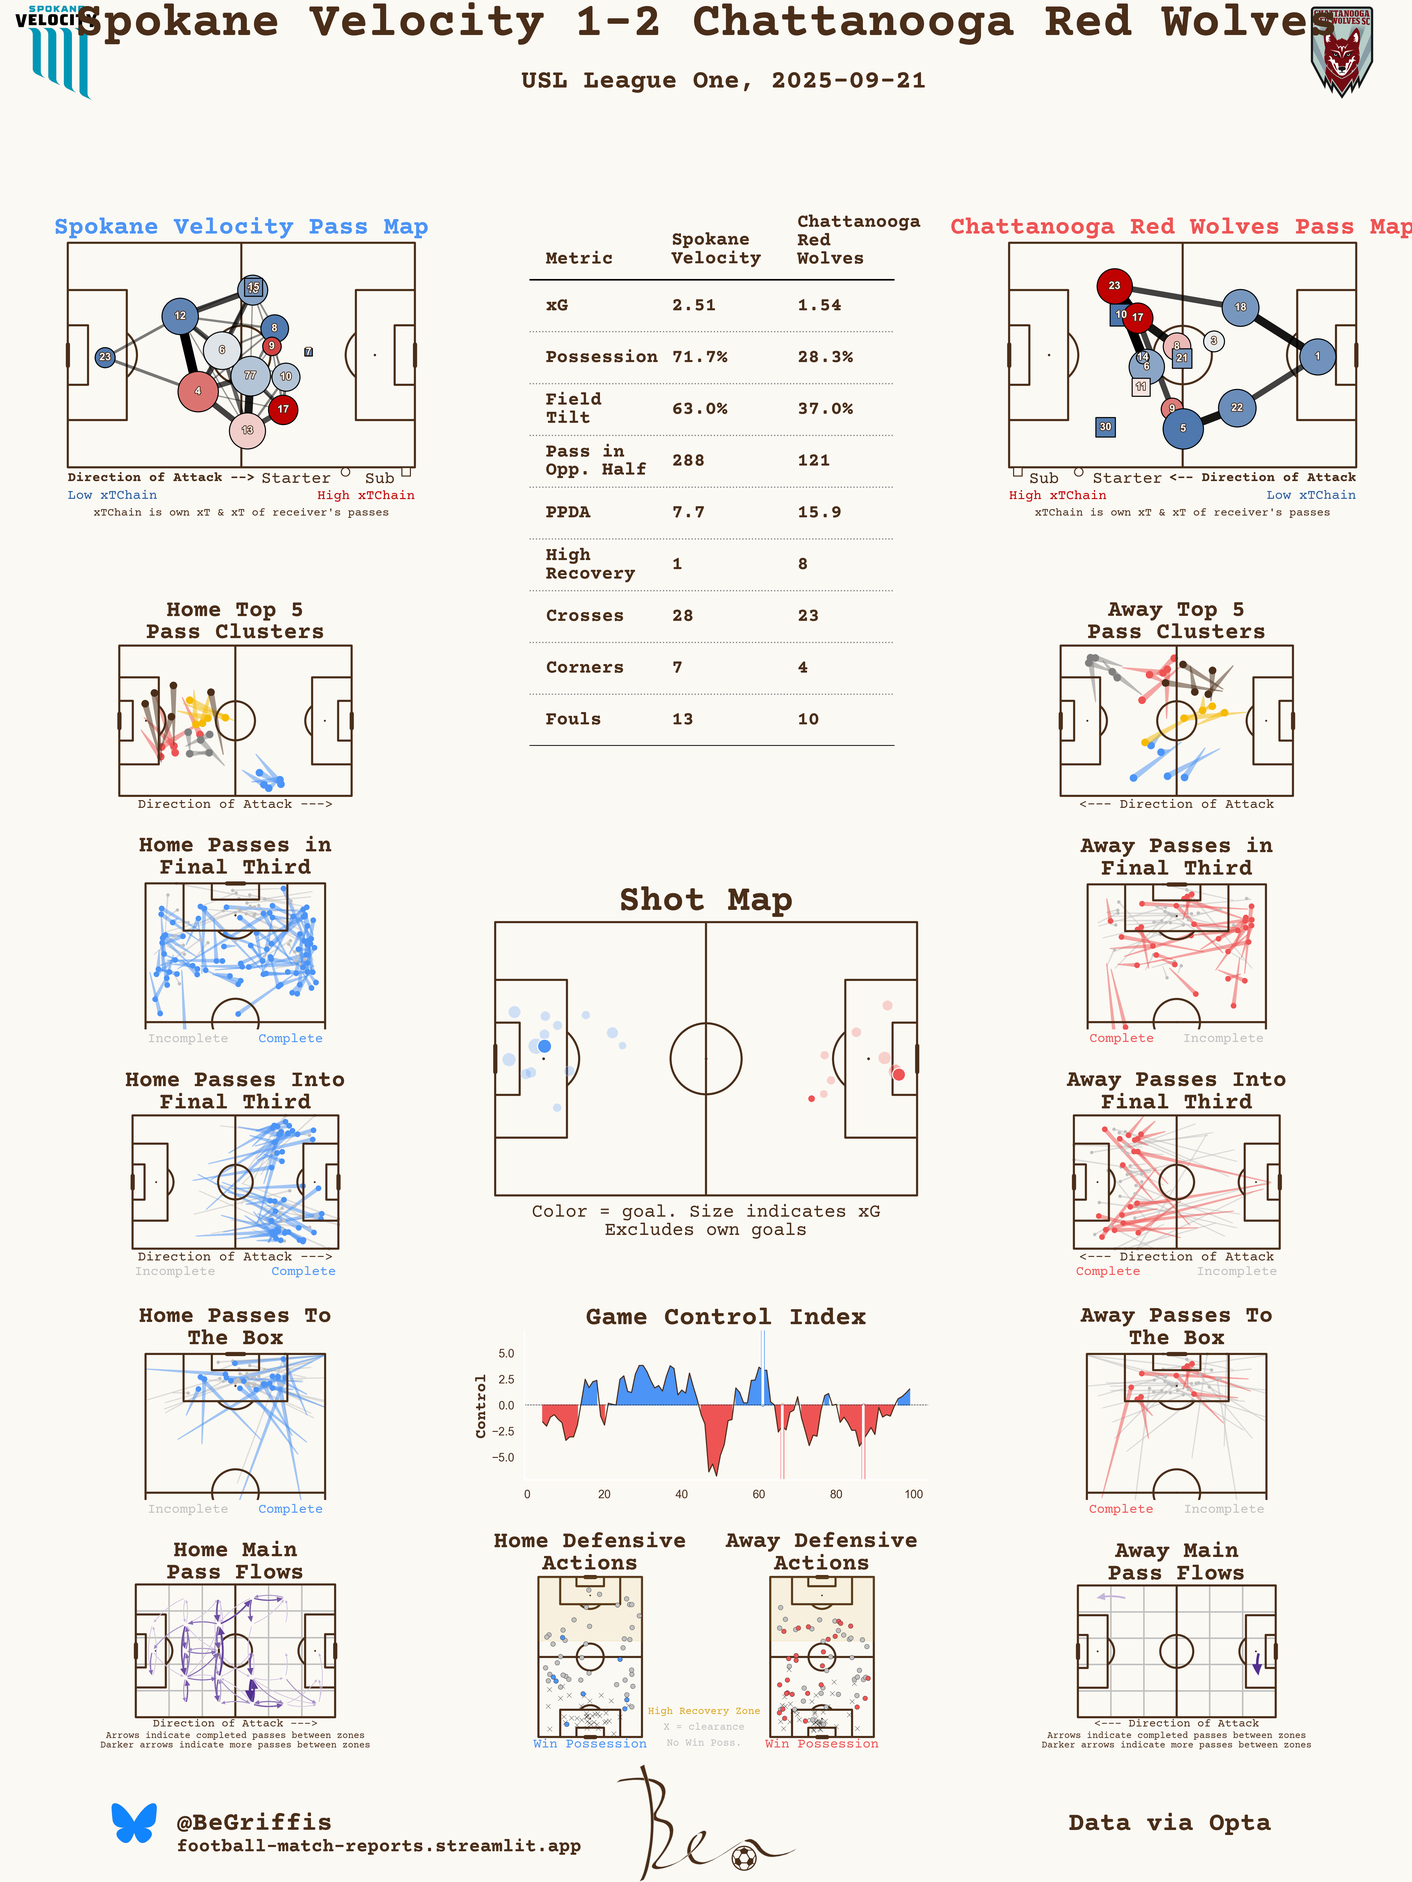 SPOKANE
VELOCITY
Spokane Velocity 1-2 Chattanooga Red Wolves
CHATTANOOGA
RED WOLVES SC
USL League One, 2025-09-21
Spokane Velocity Pass Map
15
12
8
9
6
7
23
77
10
4
17
13
Direction of Attack --> Starter Sub
Low xTChain High xTChain
xTChain is own xT & xT of receiver's passes
Metric Spokane Velocity Chattanooga Red Wolves
xG 2.51 1.54
Possession 71.7% 28.3%
Field Tilt 63.0% 37.0%
Pass in Opp. Half 288 121
PPDA 7.7 15.9
High Recovery 1 8
Crosses 28 23
Corners 7 4
Fouls 13 10
Chattanooga Red Wolves Pass Map
23
18
10
17
3
8
14
21
1
6
11
9
22
30
5
Sub Starter <-- Direction of Attack
High xTChain Low xTChain
xTChain is own xT & xT of receiver's passes
Home Top 5
Pass Clusters
Direction of Attack --->
Away Top 5
Pass Clusters
<--- Direction of Attack
Home Passes in
Final Third
Incomplete Complete
Away Passes in
Final Third
Complete Incomplete
Shot Map
Color = goal. Size indicates xG
Excludes own goals
Home Passes Into
Final Third
Direction of Attack --->
Incomplete Complete
Away Passes Into
Final Third
<--- Direction of Attack
Complete Incomplete
Home Passes To
The Box
Incomplete Complete
Game Control Index
Control
5.0
2.5
0.0
−2.5
−5.0
0 20 40 60 80 100
Away Passes To
The Box
Complete Incomplete
Home Main
Pass Flows
Direction of Attack --->
Arrows indicate completed passes between zones
Darker arrows indicate more passes between zones
Home Defensive
Actions
Win Possession
High Recovery Zone
X = clearance
No Win Poss.
Away Defensive
Actions
Win Possession
Away Main
Pass Flows
<--- Direction of Attack
Arrows indicate completed passes between zones
Darker arrows indicate more passes between zones
@BeGriffis
football-match-reports.streamlit.app
Ben
Data via Opta